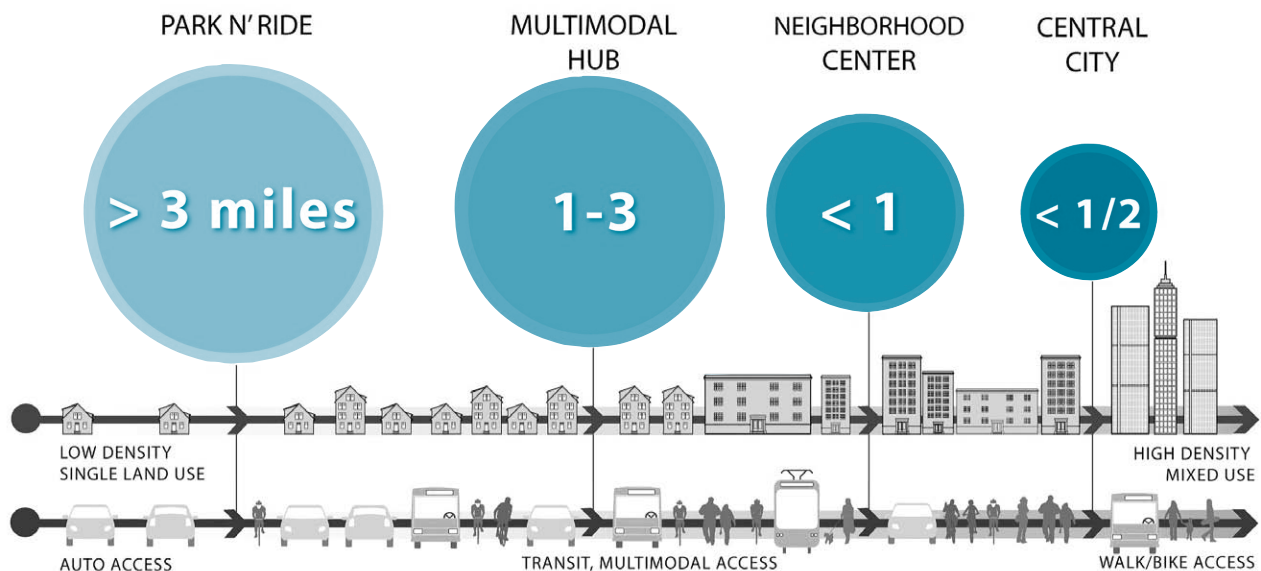 PARK N' RIDE
MULTIMODAL
HUB
NEIGHBORHOOD
CENTER
CENTRAL
CITY
> 3 miles
1-3
< 1
< 1/2
LOW DENSITY
SINGLE LAND USE
HIGH DENSITY
MIXED USE
AUTO ACCESS
TRANSIT, MULTIMODAL ACCESS
WALK/BIKE ACCESS